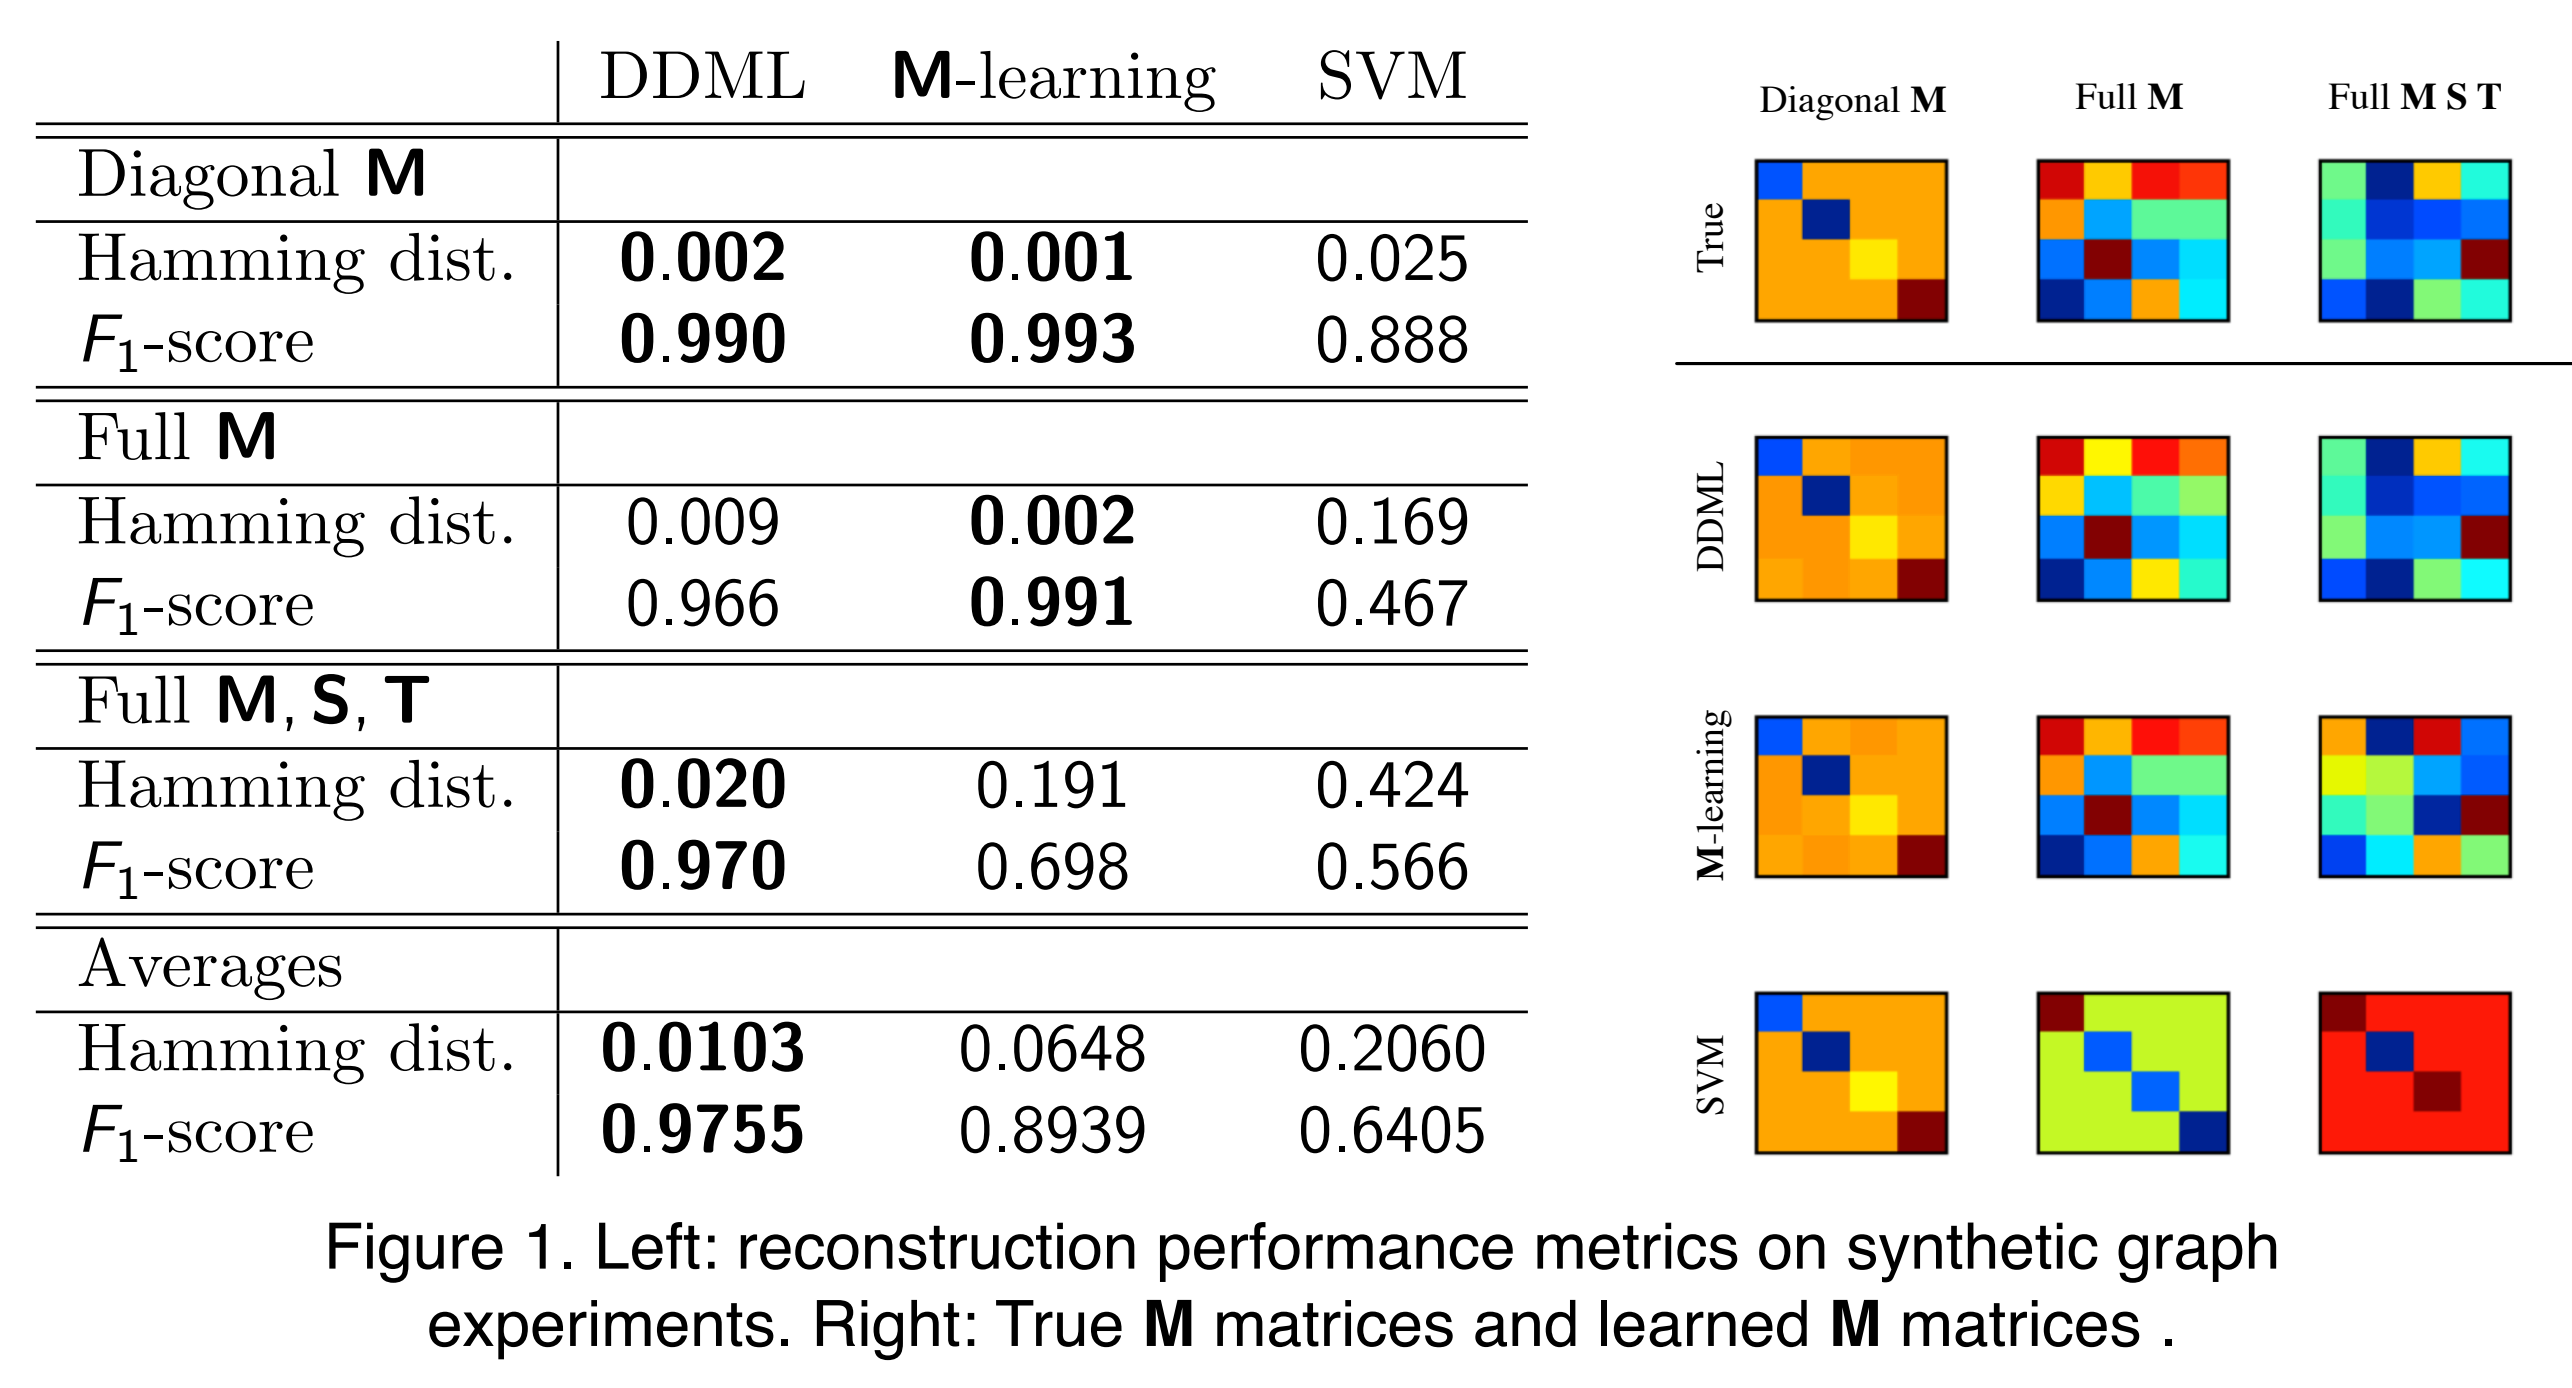 DDML M-learning SVM
Diagonal M
Hamming dist. 0.002 0.001 0.025
F1-score 0.990 0.993 0.888
Full M
Hamming dist. 0.009 0.002 0.169
F1-score 0.966 0.991 0.467
Full M, S, T
Hamming dist. 0.020 0.191 0.424
F1-score 0.970 0.698 0.566
Averages
Hamming dist. 0.0103 0.0648 0.2060
F1-score 0.9755 0.8939 0.6405
Diagonal M Full M Full M S T
True
DDML
M-learning
SVM
Figure 1. Left: reconstruction performance metrics on synthetic graph
experiments. Right: True M matrices and learned M matrices .